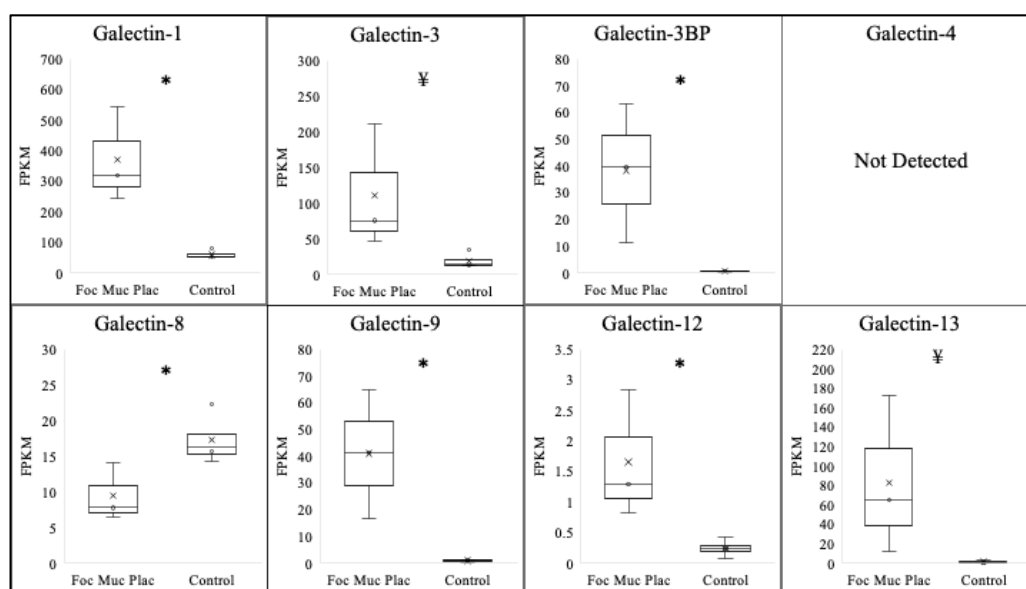 Galectin-1
700
600
500
400
300
200
100
0
FPKM
*
Foc Muc Plac Control
Galectin-3
300
250
200
150
100
50
0
FPKM
¥
Foc Muc Plac Control
Galectin-3BP
80
70
60
50
40
30
20
10
0
FPKM
*
Foc Muc Plac Control
Galectin-4
Not Detected
Galectin-8
30
25
20
15
10
5
0
FPKM
*
Foc Muc Plac Control
Galectin-9
80
70
60
50
40
30
20
10
0
FPKM
*
Foc Muc Plac Control
Galectin-12
3.5
3
2.5
2
1.5
1
0.5
0
FPKM
*
Foc Muc Plac Control
Galectin-13
220
200
180
160
140
120
100
80
60
40
20
0
FPKM
¥
Foc Muc Plac Control